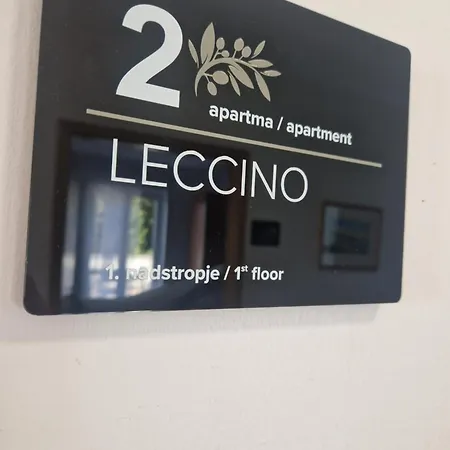 2
apartma / apartment
LECCINO
1. nadstropje / 1st floor